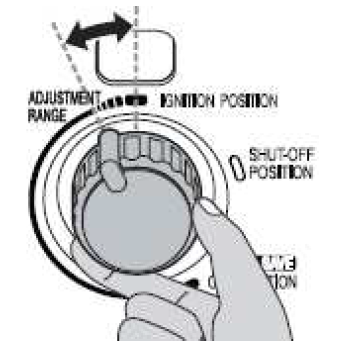 ADJUSTMENT
RANGE
IGNITION POSITION
SHUT-OFF
POSITION